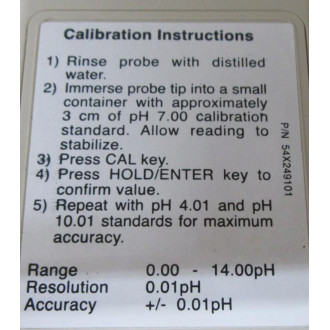 Calibration Instructions
1) Rinse probe with distilled
water.
2) Immerse probe tip into a small
container with approximately
3 cm of pH 7.00 calibration
standard. Allow reading to
stabilize.
3) Press CAL key.
4) Press HOLD/ENTER key to
confirm value.
5) Repeat with pH 4.01 and pH
10.01 standards for maximum
accuracy.
P/N 54X249101
Range 0.00 - 14.00pH
Resolution 0.01pH
Accuracy +/- 0.01pH